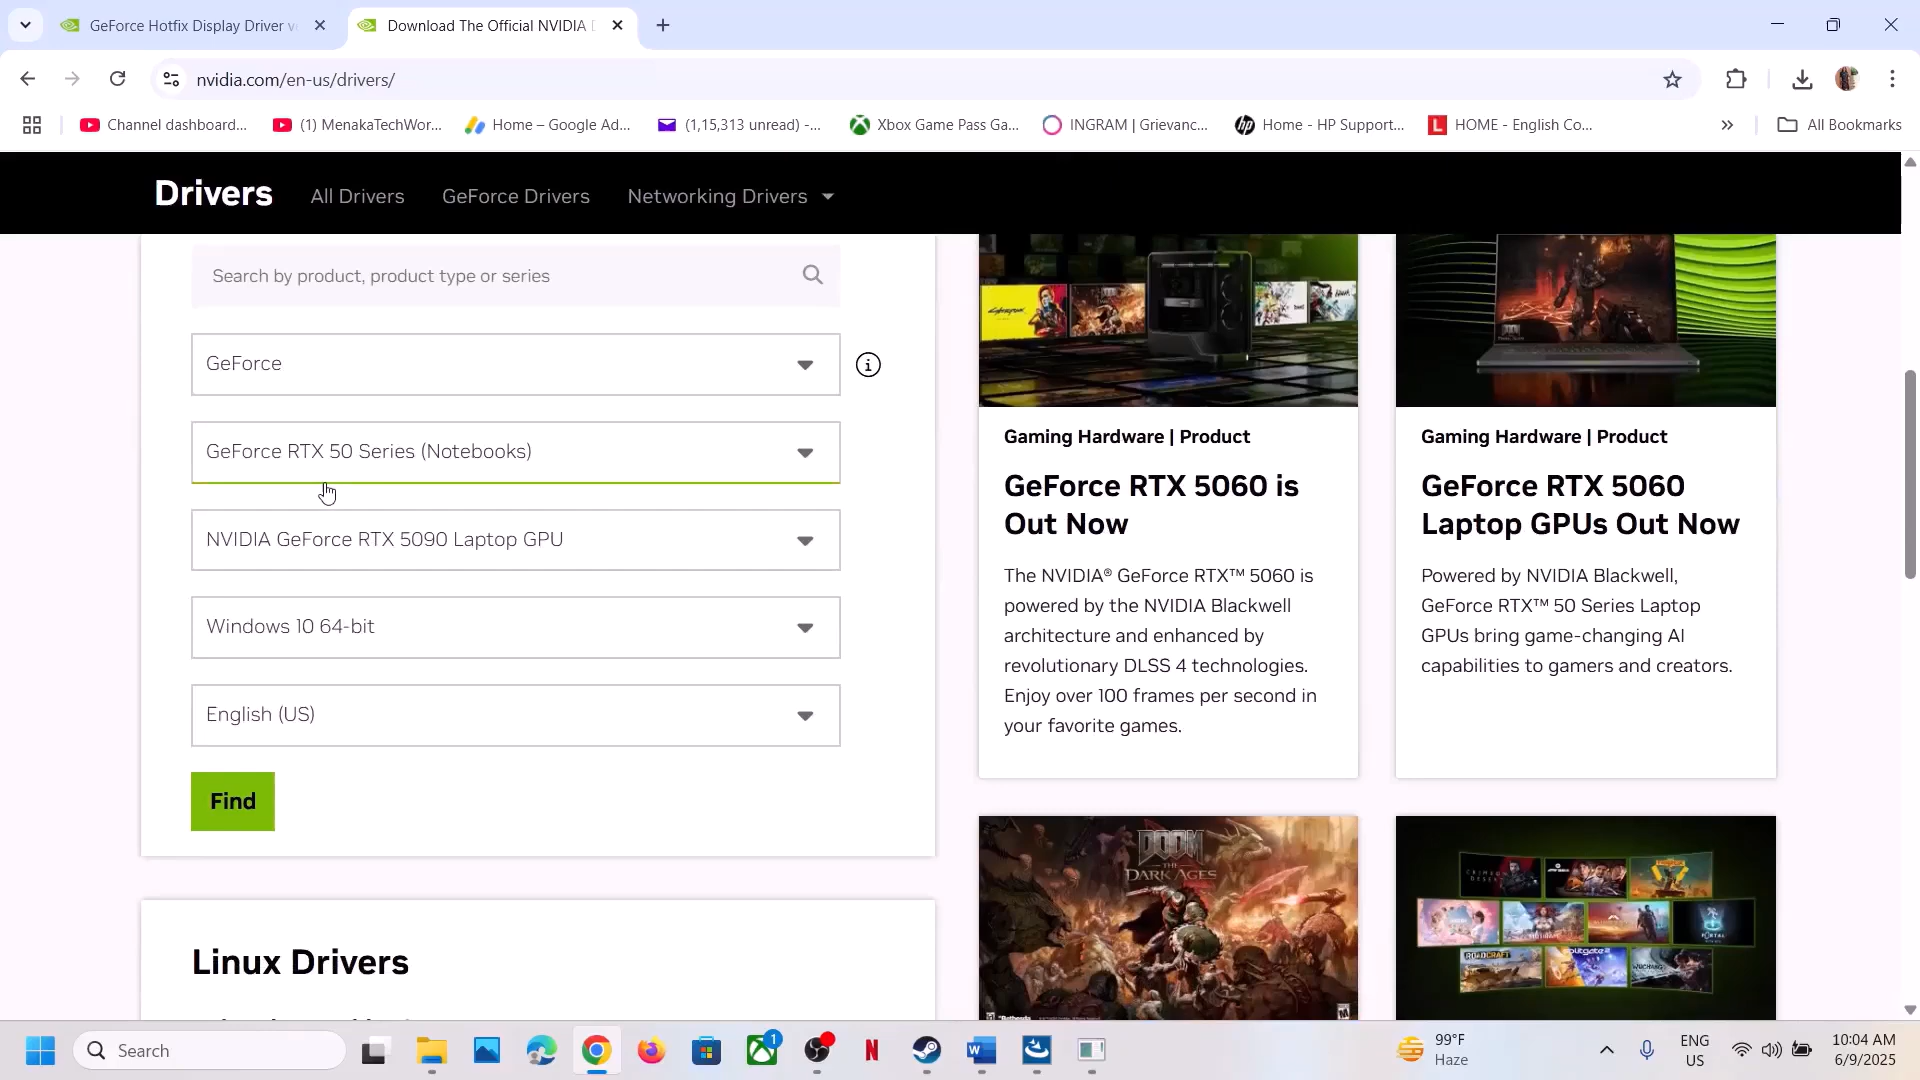 GeForce Hotfix Display Driver v
Download The Official NVIDIA D
nvidia.com/en-us/drivers/
Channel dashboard...
(1) MenakaTechWor...
Home – Google Ad...
(1,15,313 unread) -...
Xbox Game Pass Ga...
INGRAM | Grievanc...
Home - HP Support...
HOME - English Co...
All Bookmarks
Drivers
All Drivers
GeForce Drivers
Networking Drivers
Search by product, product type or series
GeForce
GeForce RTX 50 Series (Notebooks)
NVIDIA GeForce RTX 5090 Laptop GPU
Windows 10 64-bit
English (US)
Find
Linux Drivers
Gaming Hardware | Product
GeForce RTX 5060 is
Out Now
The NVIDIA® GeForce RTX™ 5060 is
powered by the NVIDIA Blackwell
architecture and enhanced by
revolutionary DLSS 4 technologies.
Enjoy over 100 frames per second in
your favorite games.
Gaming Hardware | Product
GeForce RTX 5060
Laptop GPUs Out Now
Powered by NVIDIA Blackwell,
GeForce RTX™ 50 Series Laptop
GPUs bring game-changing AI
capabilities to gamers and creators.
DOOM
THE
DARK AGES
Bethesda
CRIMSON
DESERT
PORTAL
ROADCRAFT
SPLITGATE
WUCHANG
Search
1
99°F
Haze
ENG
US
10:04 AM
6/9/2025